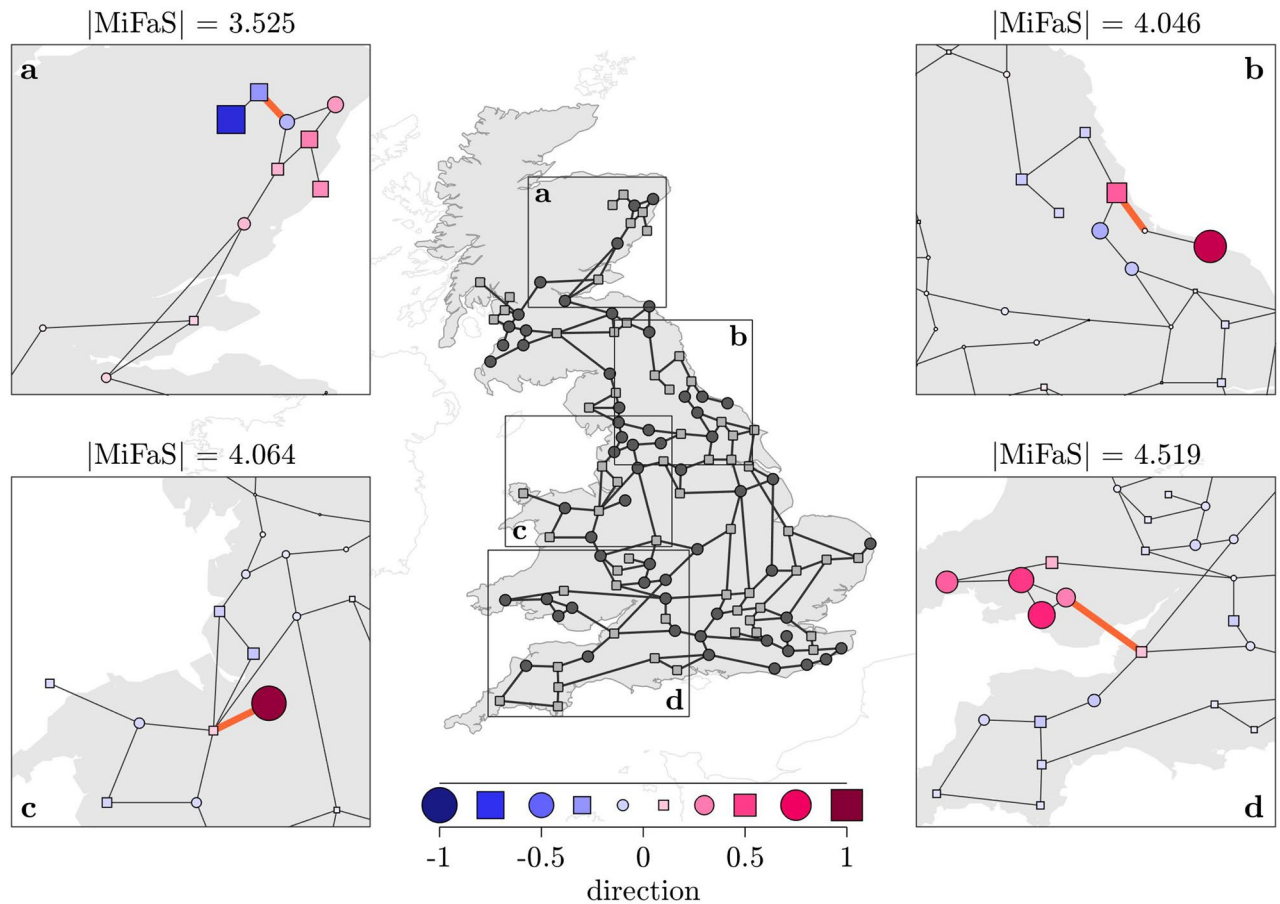 |MiFaS| = 3.525
|MiFaS| = 4.046
a
b
a
b
c
d
|MiFaS| = 4.064
|MiFaS| = 4.519
c
d
-1 -0.5 0 0.5 1
direction